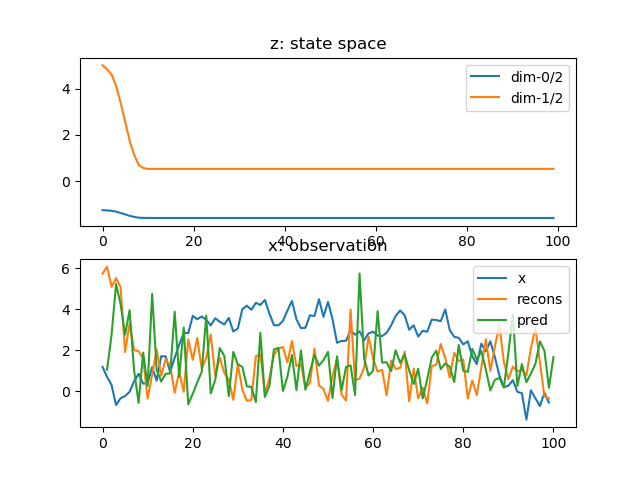 z: state space
dim-0/2
dim-1/2
4
2
0
0 20 40 60 80 100
x: observation
x
recons
pred
6
4
2
0
0 20 40 60 80 100